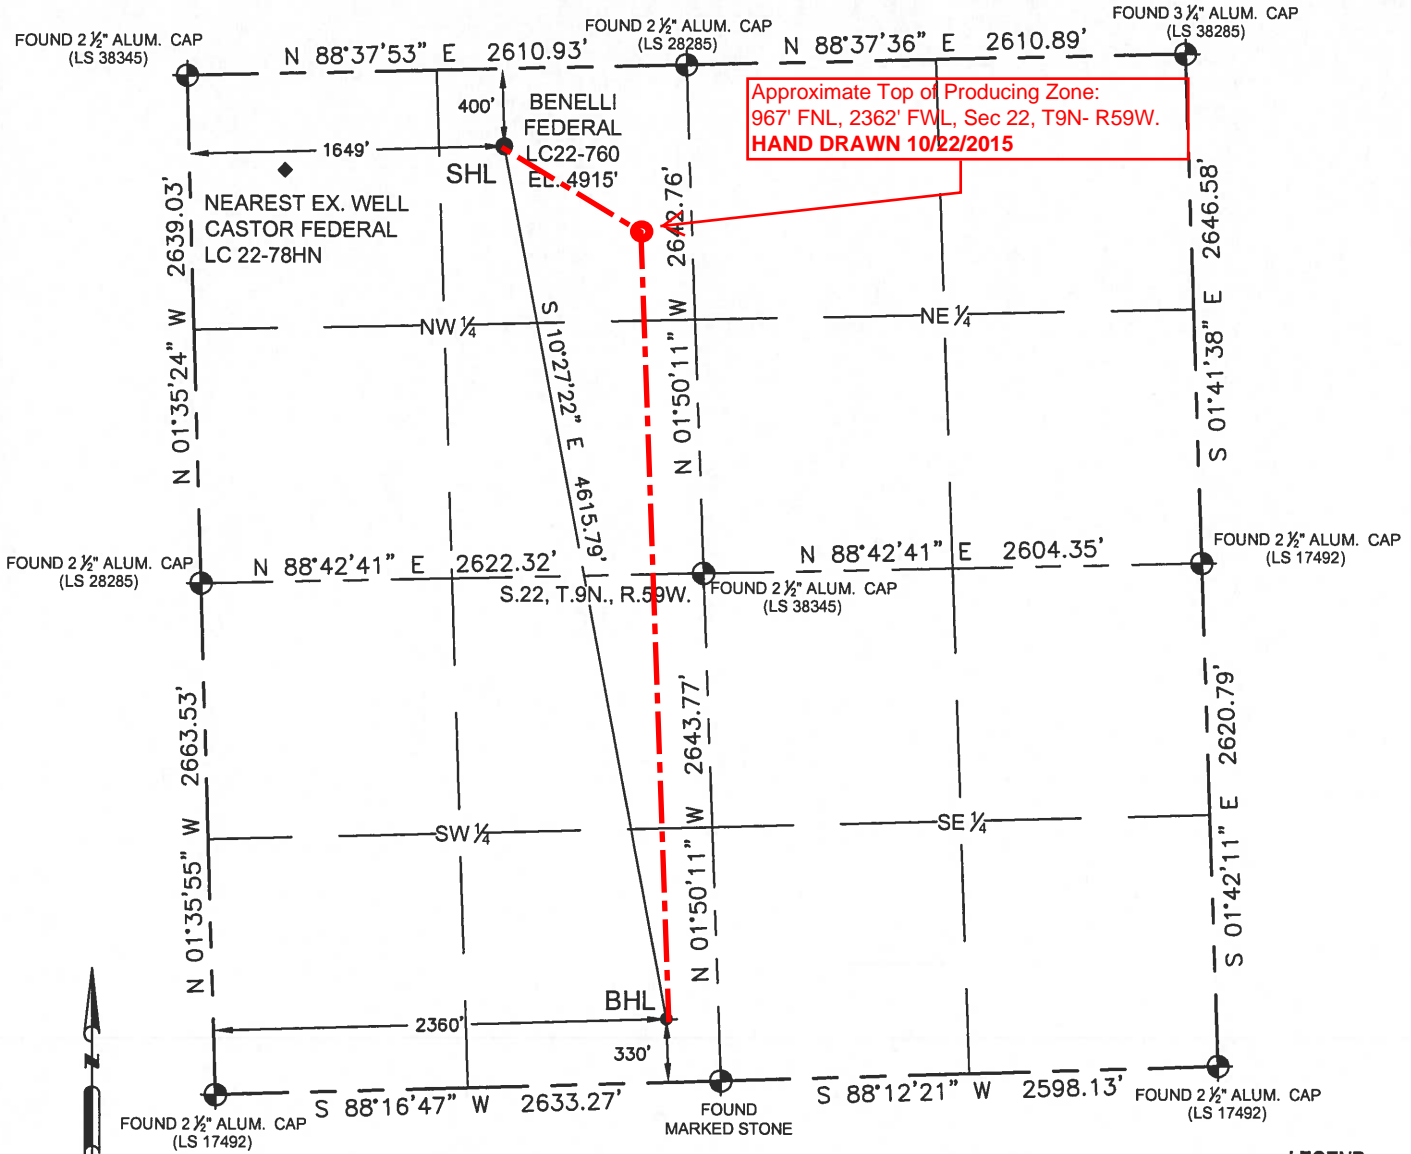 FOUND 2 ½" ALUM. CAP
(LS 38345)
N 88°37'53" E 2610.93'
FOUND 2 ½" ALUM. CAP
(LS 28285)
N 88°37'36" E 2610.89'
FOUND 3 ¼" ALUM. CAP
(LS 38285)
400'
BENELLI
FEDERAL
LC22-760
EL. 4915'
Approximate Top of Producing Zone:
967' FNL, 2362' FWL, Sec 22, T9N- R59W.
HAND DRAWN 10/22/2015
1649'
SHL
NEAREST EX. WELL
CASTOR FEDERAL
LC 22-78HN
N 01°35'24" W 2639.03'
N 01°50'11" W 2642.76'
S 01°41'38" E 2646.58'
NW ¼
NE ¼
S 10°27'22" E 4615.79'
FOUND 2 ½" ALUM. CAP
(LS 28285)
N 88°42'41" E 2622.32'
N 88°42'41" E 2604.35'
FOUND 2 ½" ALUM. CAP
(LS 17492)
S.22, T.9N., R.59W.
FOUND 2 ½" ALUM. CAP
(LS 38345)
N 01°35'55" W 2663.53'
N 01°50'11" W 2643.77'
S 01°42'11" E 2620.79'
SW ¼
SE ¼
BHL
2360'
330'
N
S 88°16'47" W 2633.27'
S 88°12'21" W 2598.13'
FOUND 2 ½" ALUM. CAP
(LS 17492)
FOUND
MARKED STONE
FOUND 2 ½" ALUM. CAP
(LS 17492)